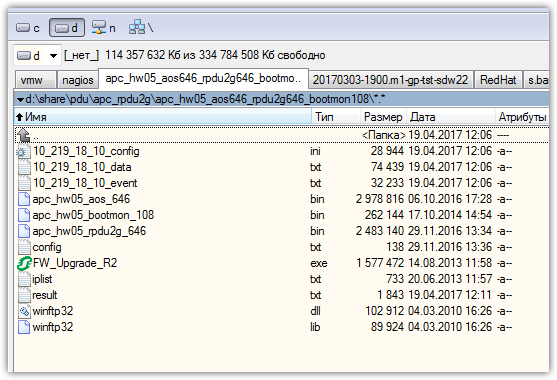 c d n \
d [_нет_] 114 357 632 Кб из 334 784 508 Кб свободно
vmw nagios apc_hw05_aos646_rpdu2g646_bootmo.. 20170303-1900.m1-gp-tst-sdw22 RedHat s.ba
d:\share\pdu\apc_rpdu2g\apc_hw05_aos646_rpdu2g646_bootmon108\*.*
Имя Тип Размер Дата Атрибуты
.. <Папка> 19.04.2017 12:06 ----
10_219_18_10_config ini 28 944 19.04.2017 12:06 -a--
10_219_18_10_data txt 74 439 19.04.2017 12:06 -a--
10_219_18_10_event txt 32 233 19.04.2017 12:06 -a--
apc_hw05_aos_646 bin 2 978 816 06.10.2016 17:28 -a--
apc_hw05_bootmon_108 bin 262 144 17.10.2014 14:54 -a--
apc_hw05_rpdu2g_646 bin 2 483 140 29.11.2016 13:34 -a--
config txt 138 29.11.2016 13:36 -a--
FW_Upgrade_R2 exe 1 577 472 14.08.2013 11:58 -a--
iplist txt 733 20.06.2013 11:57 -a--
result txt 1 843 19.04.2017 12:11 -a--
winftp32 dll 102 912 04.03.2010 16:26 -a--
winftp32 lib 89 924 04.03.2010 16:26 -a--